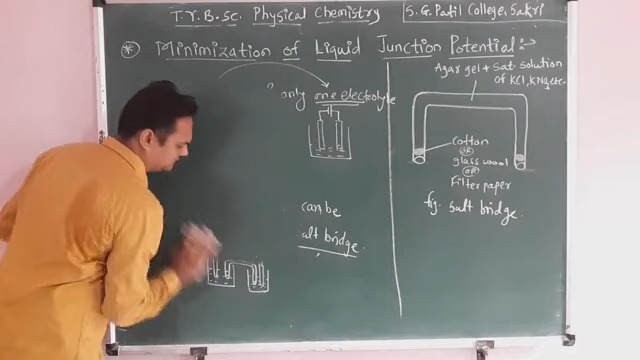 T.Y.B.Sc. Physical Chemistry
S. G. Patil College, Sakri
* Minimization of Liquid Junction Potential :-
only one electrolyte
can be
alt bridge.
Agar gel + Sat. solution
of KCl, KNO3 etc.
Cotton
OR
glass wool
OR
Filter paper
fig. Salt bridge.